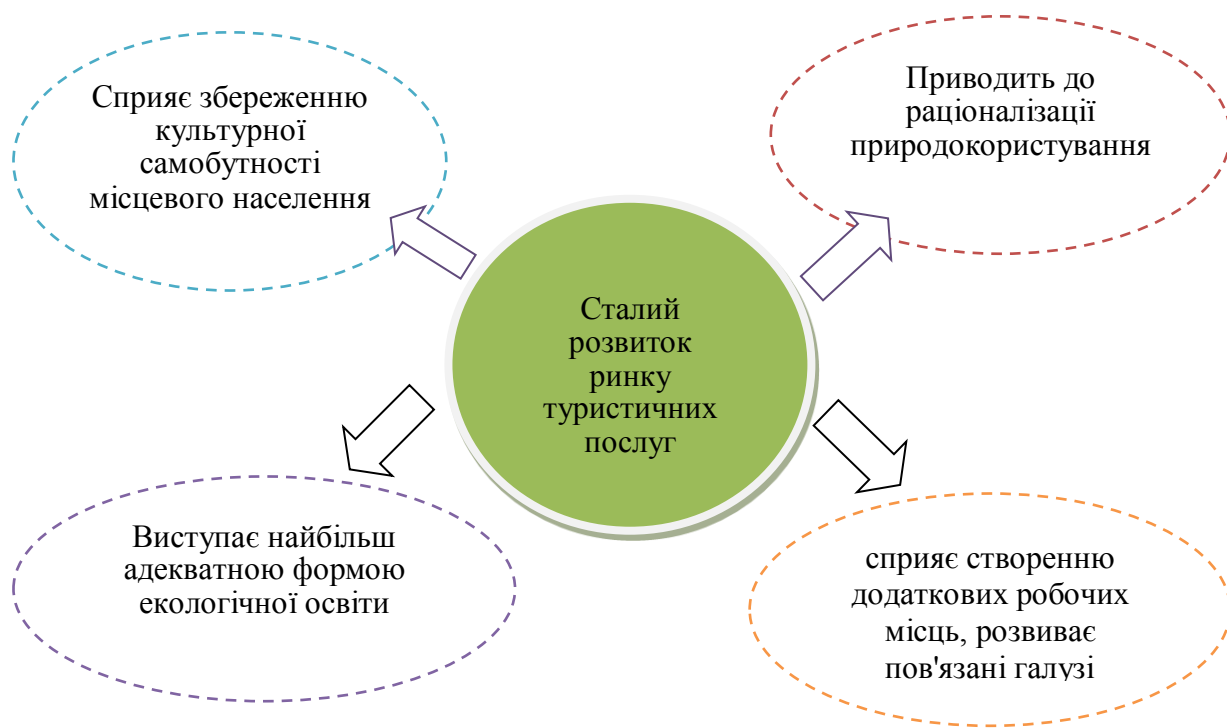 Сприяє збереженню
культурної
самобутності
місцевого населення
Приводить до
раціоналізації
природокористування
Сталий
розвиток
ринку
туристичних
послуг
Виступає найбільш
адекватною формою
екологічної освіти
сприяє створенню
додаткових робочих
місць, розвиває
пов'язані галузі